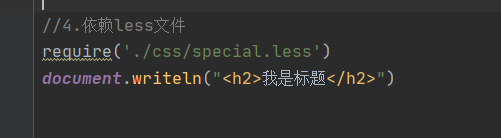 //4.依赖less文件
require('./css/special.less')
document.writeln("<h2>我是标题</h2>")